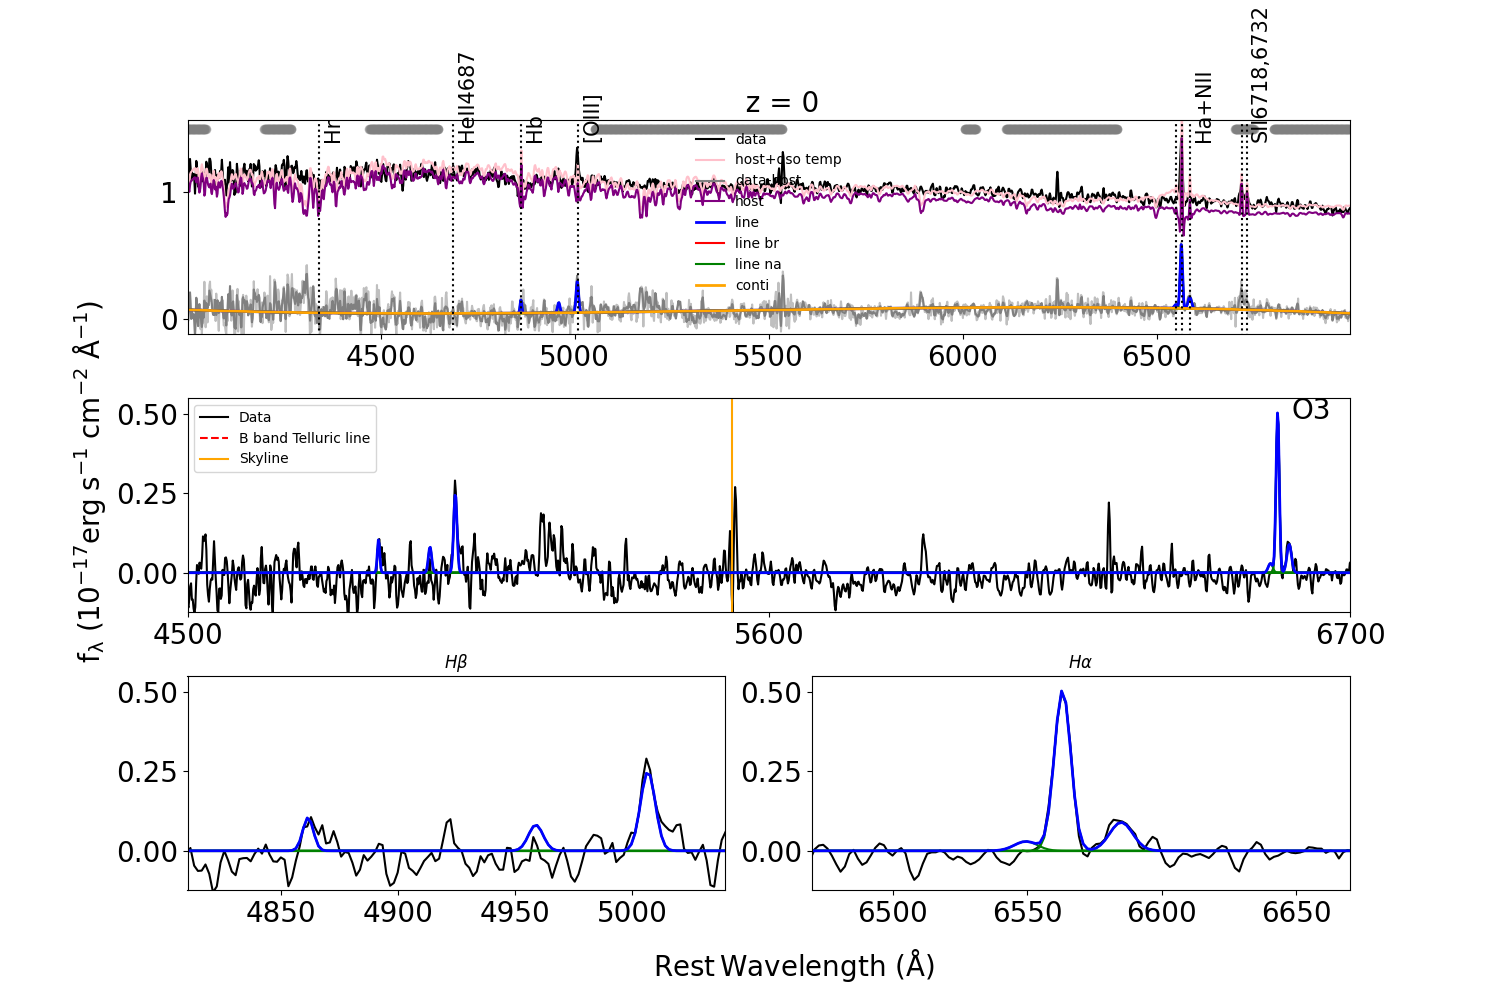 z = 0
Hr
HeII4687
Hb
[OIII]
Ha+NII
SII6718,6732
data
host+qso temp
data-host
host
line
line br
line na
conti
1
0
4500 5000 5500 6000 6500
fλ (10⁻¹⁷erg s⁻¹ cm⁻² Å⁻¹)
Data
B band Telluric line
Skyline
O3
0.50
0.25
0.00
4500 5600 6700
Hβ
0.50
0.25
0.00
4850 4900 4950 5000
Hα
0.50
0.25
0.00
6500 6550 6600 6650
Rest Wavelength (Å)